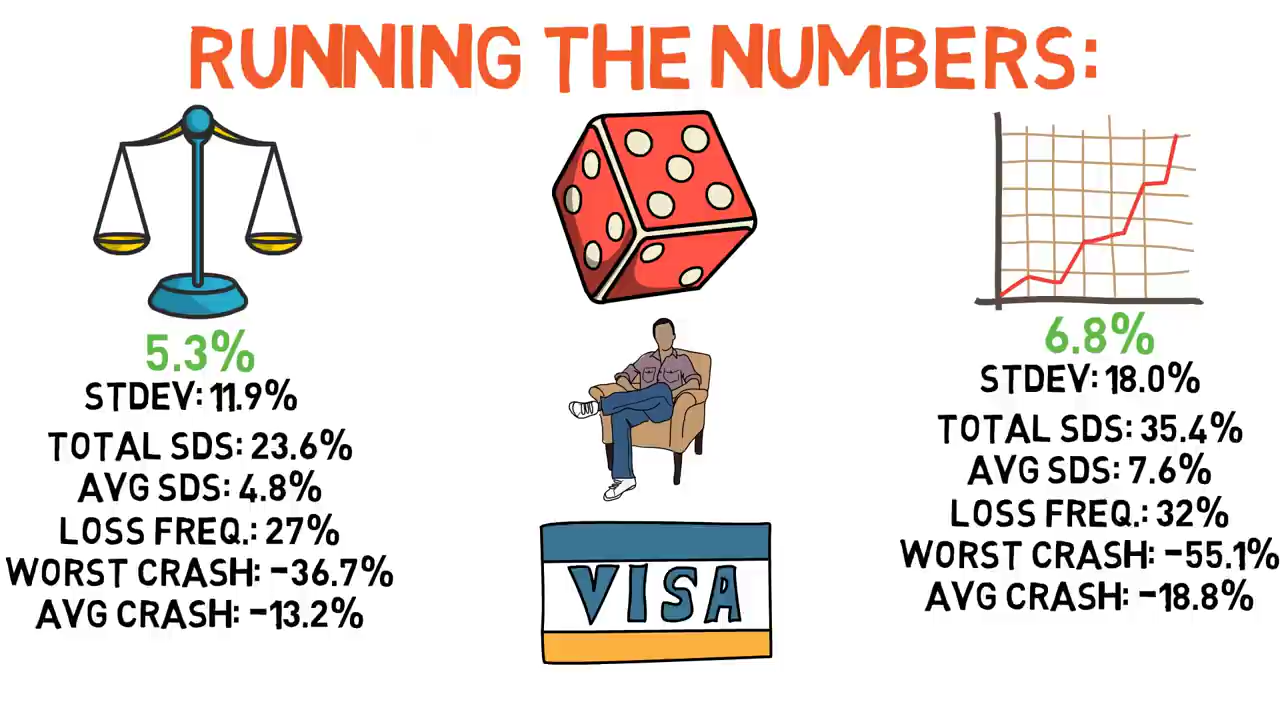 RUNNING THE NUMBERS:
5.3%
STDEV: 11.9%
TOTAL SDS: 23.6%
AVG SDS: 4.8%
LOSS FREQ.: 27%
WORST CRASH: -36.7%
AVG CRASH: -13.2%
VISA
6.8%
STDEV: 18.0%
TOTAL SDS: 35.4%
AVG SDS: 7.6%
LOSS FREQ.: 32%
WORST CRASH: -55.1%
AVG CRASH: -18.8%